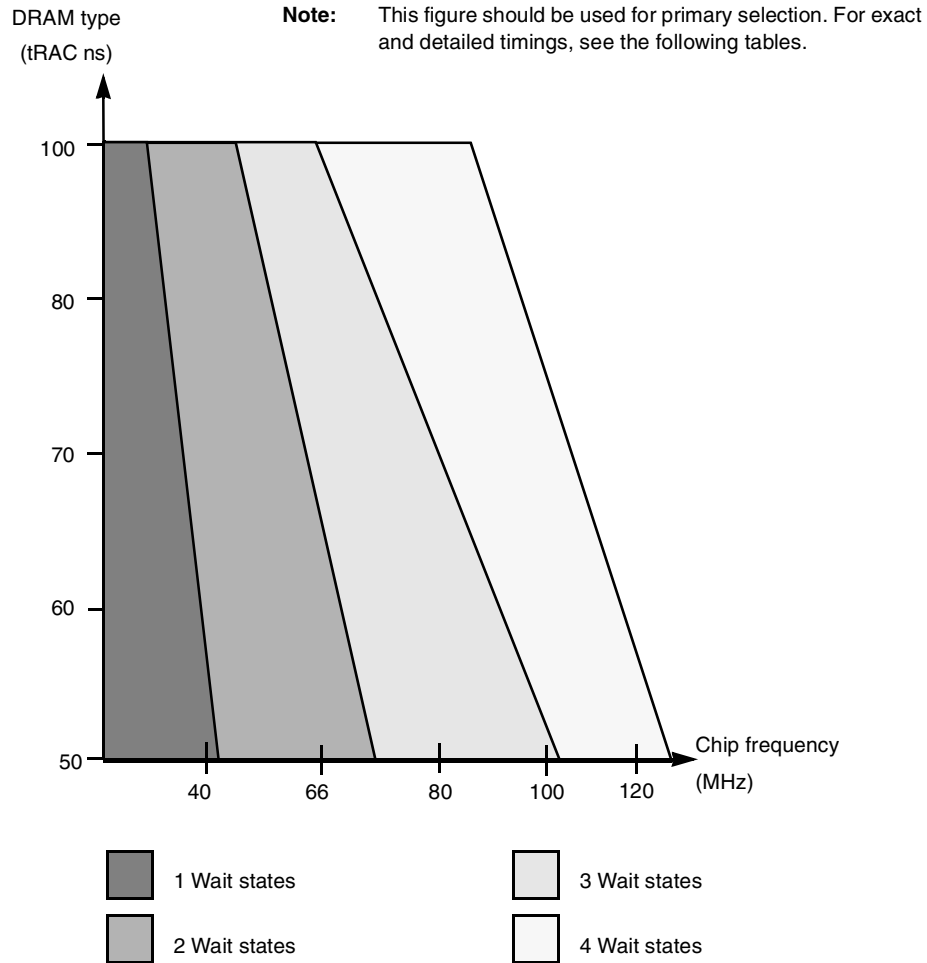 DRAM type
(tRAC ns)
Note: This figure should be used for primary selection. For exact
and detailed timings, see the following tables.
100
80
70
60
50
40 66 80 100 120
Chip frequency
(MHz)
1 Wait states
3 Wait states
2 Wait states
4 Wait states